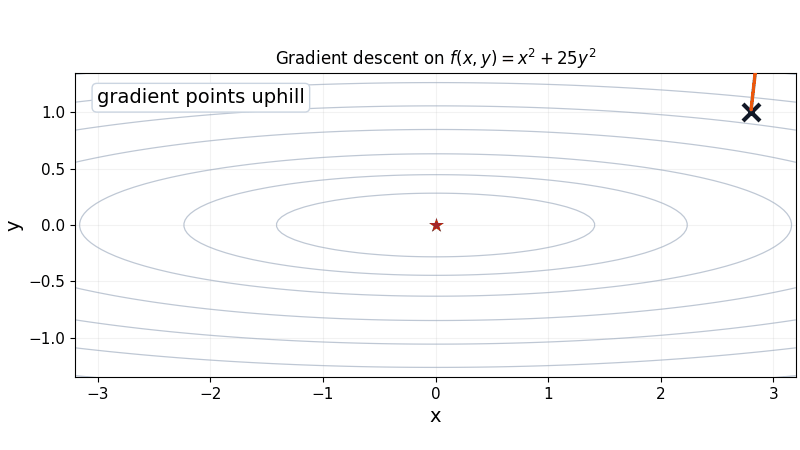 Gradient descent on f(x, y) = x² + 25y²
gradient points uphill
1.0
0.5
0.0
−0.5
−1.0
y
−3 −2 −1 0 1 2 3
x